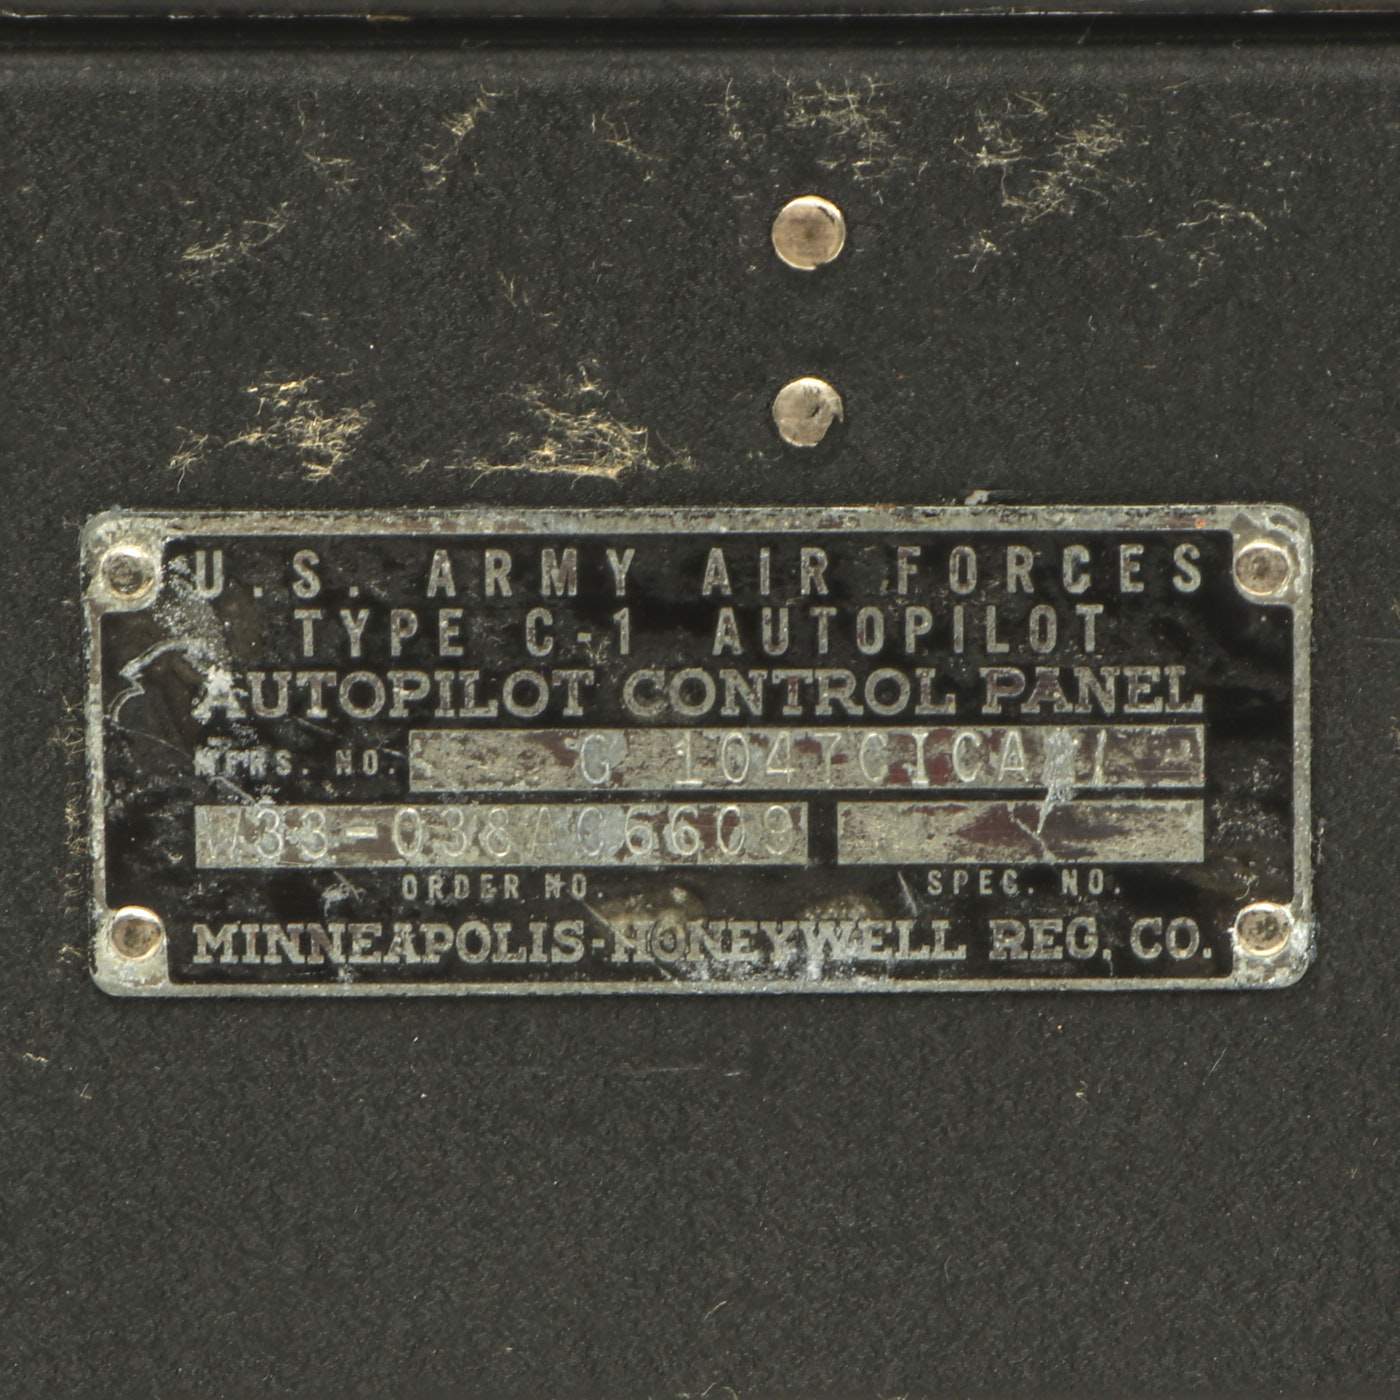 U.S. ARMY AIR FORCES
TYPE C-1 AUTOPILOT
AUTOPILOT CONTROL PANEL
MFRS. NO. G
ORDER NO. SPEC. NO.
MINNEAPOLIS-HONEYWELL REG. CO.